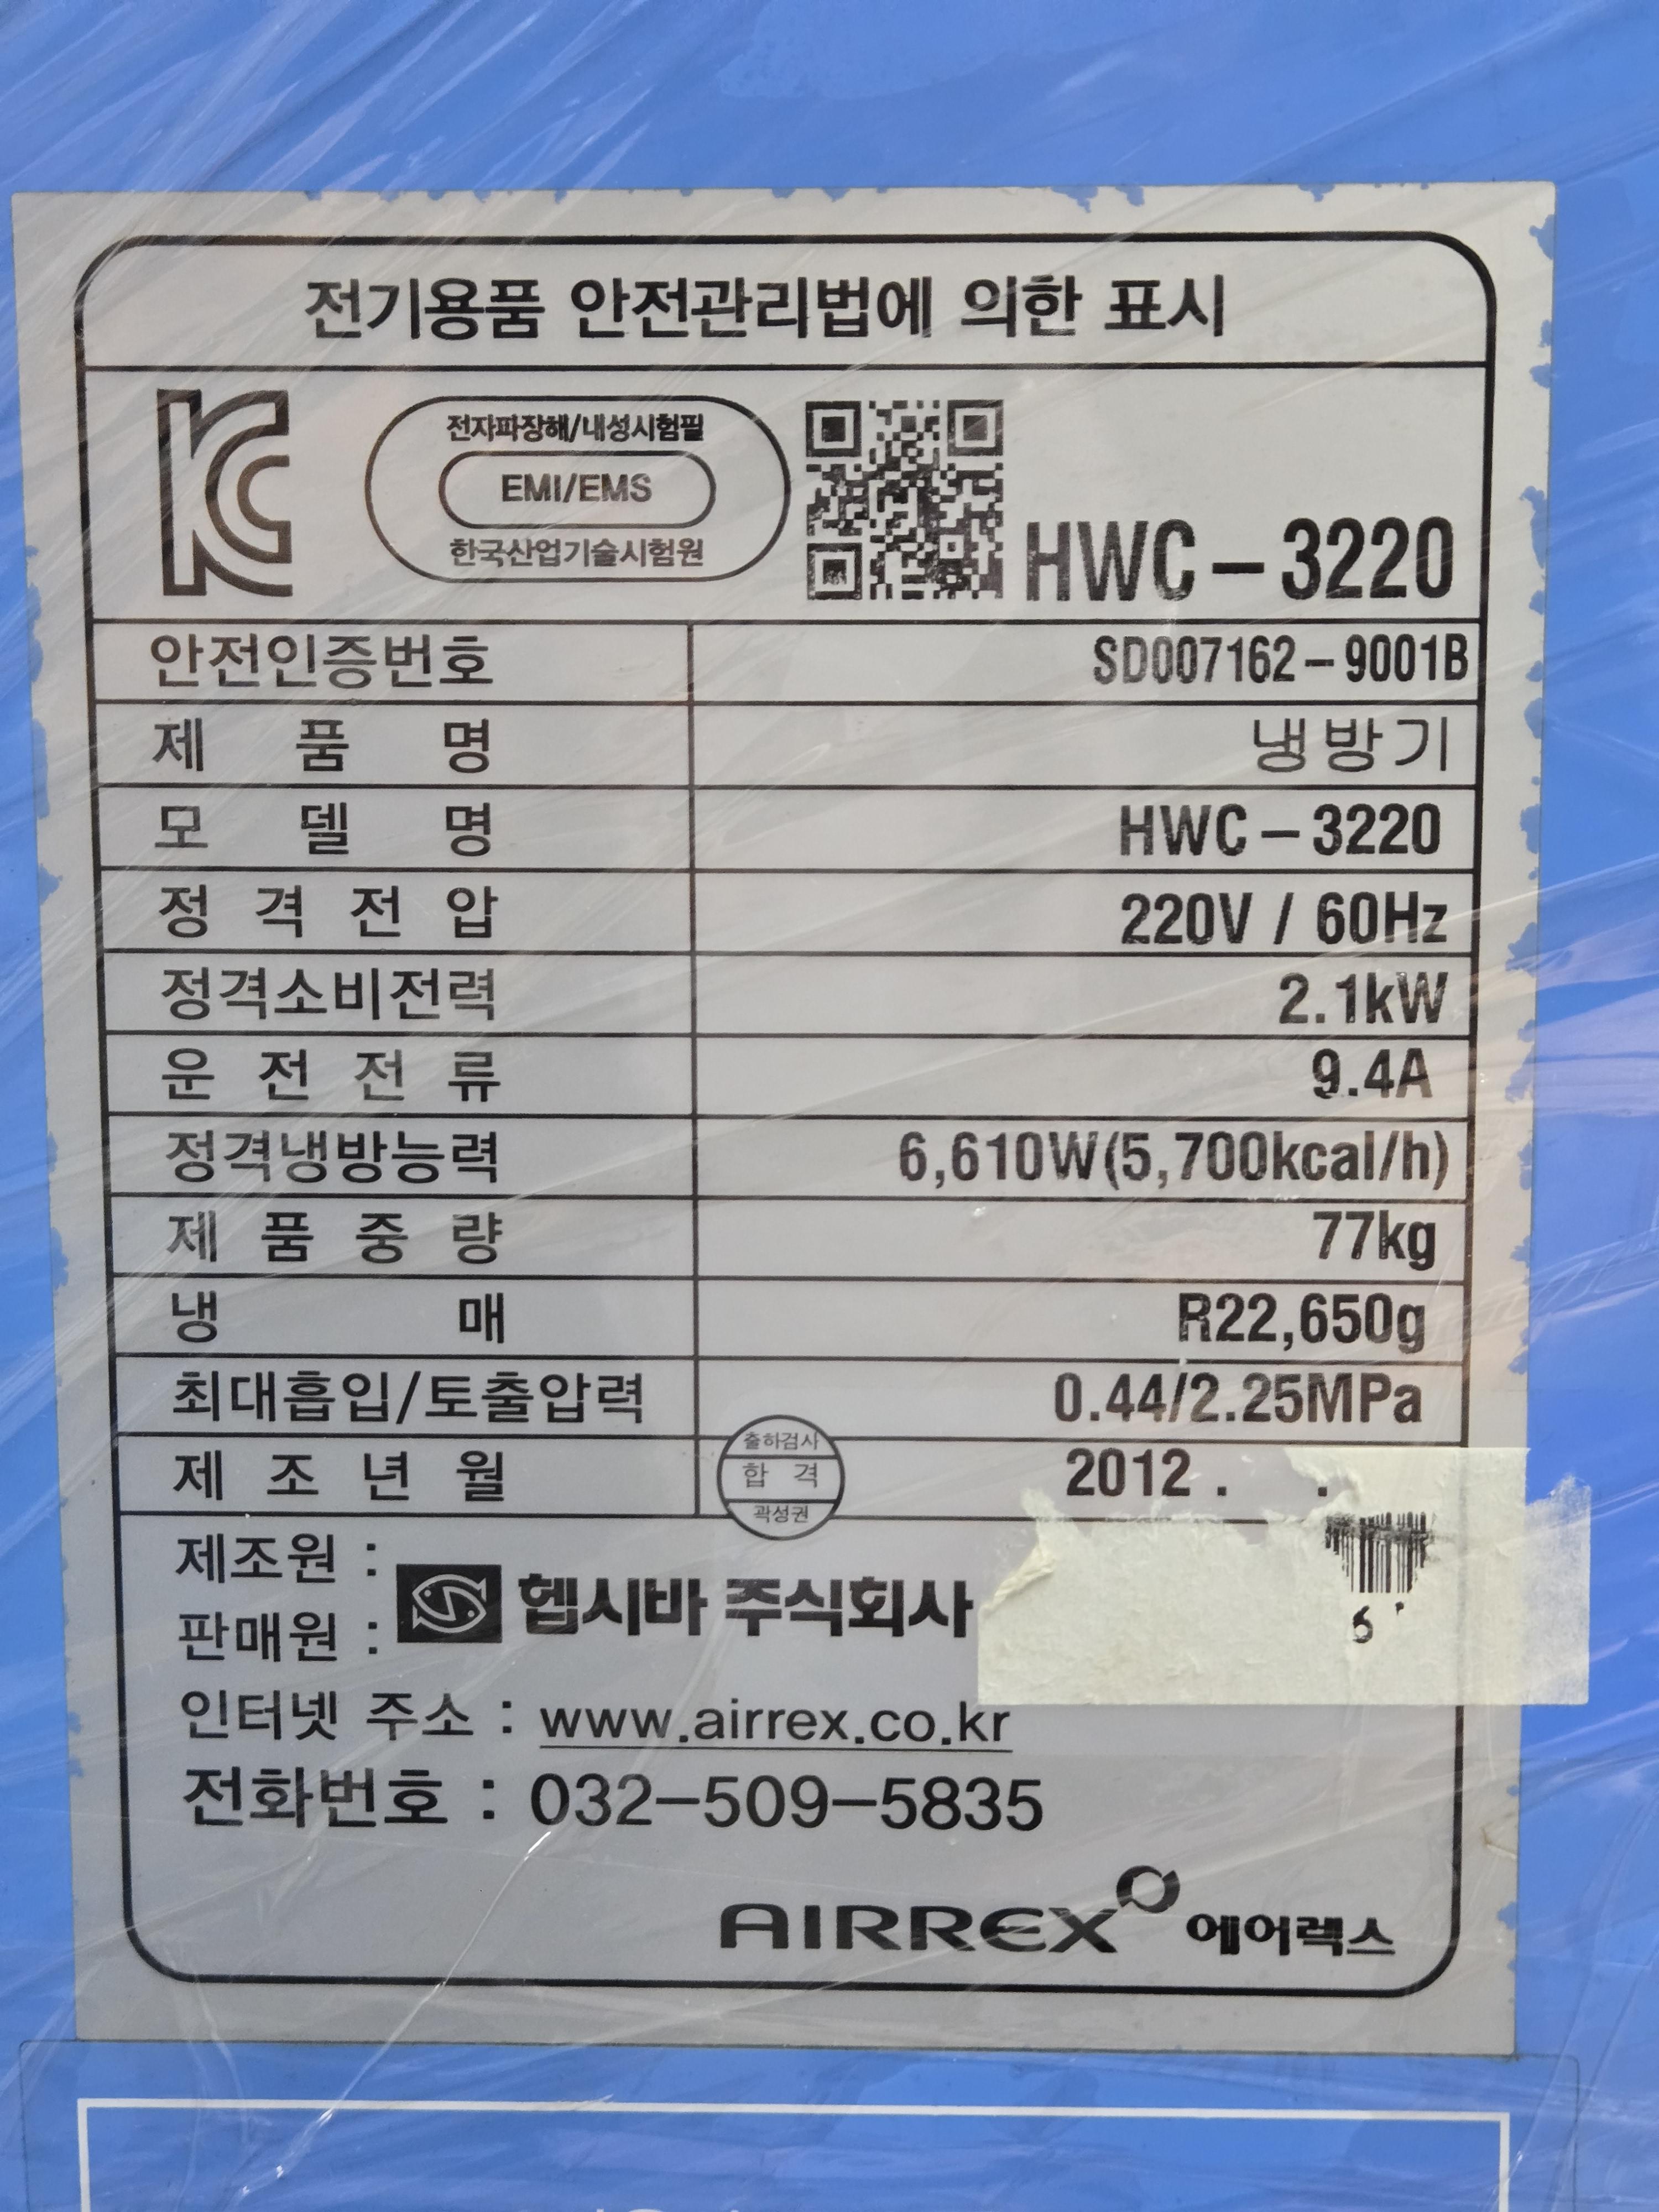 전기용품 안전관리법에 의한 표시
전자파장해/내성시험필
EMI/EMS
한국산업기술시험원
HWC-3220
안전인증번호 SD007162-9001B
제품명 냉방기
모델명 HWC-3220
정격전압 220V / 60Hz
정격소비전력 2.1kW
운전전류 9.4A
정격냉방능력 6,610W(5,700kcal/h)
제품중량 77kg
냉매 R22,650g
최대흡입/토출압력 0.44/2.25MPa
제조년월 2012 . .
출하검사
합격
곽성권
제조원 :
판매원 :
헵시바 주식회사
6
인터넷 주소 : www.airrex.co.kr
전화번호 : 032-509-5835
AIRREX 에어렉스